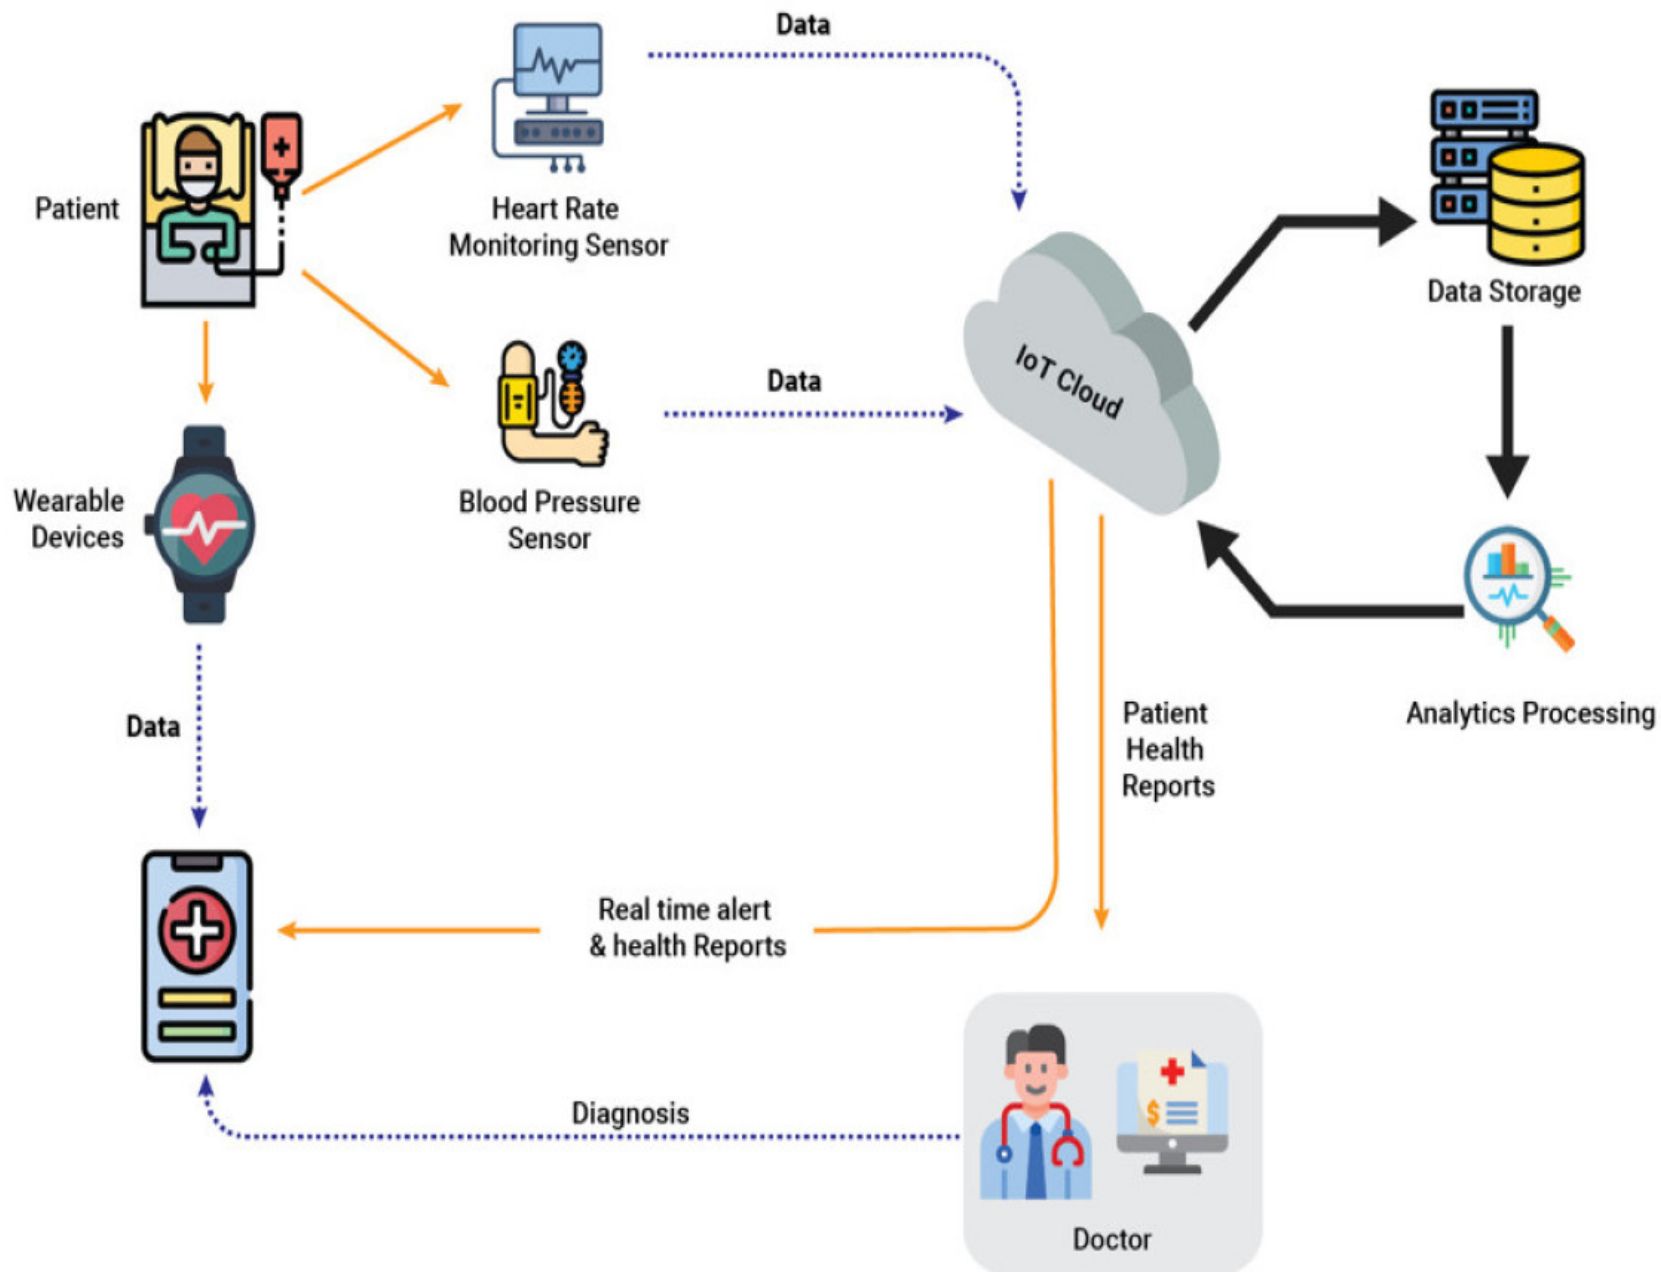 Data
Patient
Heart Rate
Monitoring Sensor
Data Storage
IoT Cloud
Data
Wearable
Devices
Blood Pressure
Sensor
Data
Patient
Health
Reports
Analytics Processing
Real time alert
& health Reports
Diagnosis
$
Doctor